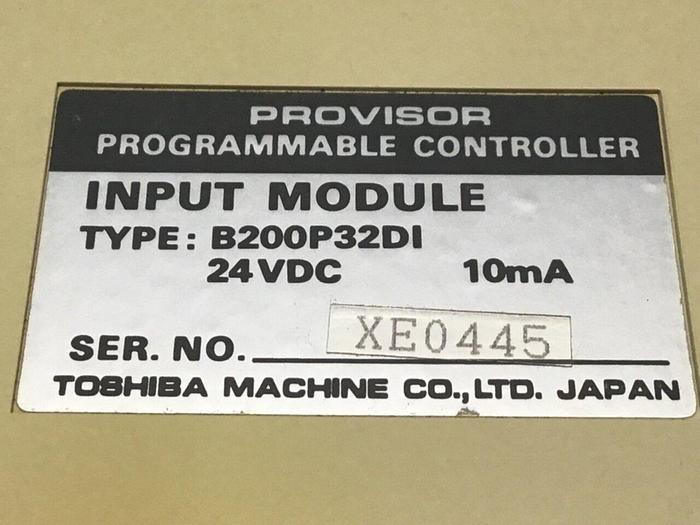 PROVISOR
PROGRAMMABLE CONTROLLER
INPUT MODULE
TYPE: B200P32DI
24VDC 10mA
SER. NO. XE0445
TOSHIBA MACHINE CO.,LTD. JAPAN